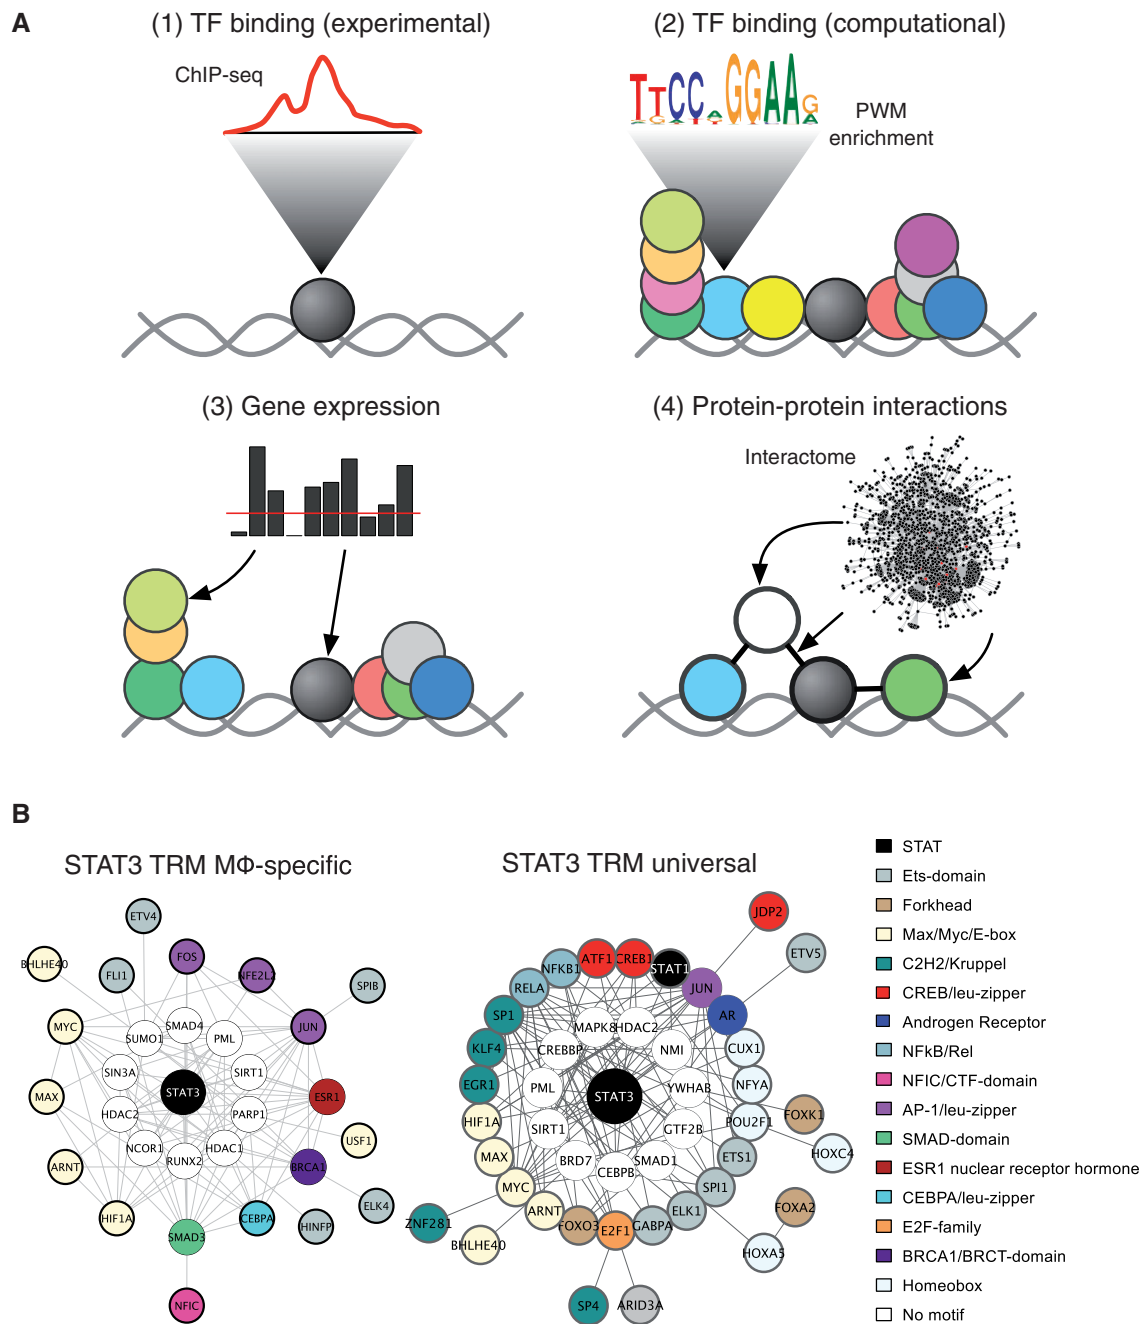 A
(1) TF binding (experimental)
(2) TF binding (computational)
ChIP-seq
TTCCAGGAAG
PWM
enrichment
(3) Gene expression
(4) Protein-protein interactions
Interactome
B
STAT3 TRM MΦ-specific
STAT3 TRM universal
ETV4
BHLHE40
FLI1
FOS
NFE2L2
SPIB
MYC
SUMO1
SMAD4
PML
JUN
SIN3A
SIRT1
MAX
STAT3
ESR1
HDAC2
PARP1
NCOR1
RUNX2
HDAC1
USF1
ARNT
BRCA1
HIF1A
SMAD3
CEBPA
HINFP
ELK4
NFIC
JDP2
ETV5
NFKB1
ATF1
CREB1
STAT1
RELA
JUN
SP1
MAPK8
HDAC2
AR
KLF4
CREBBP
NMI
CUX1
EGR1
PML
STAT3
YWHAB
NFYA
HIF1A
SIRT1
GTF2B
POU2F1
FOXK1
MAX
BRD7
CEBPB
SMAD1
ETS1
HOXC4
MYC
SPI1
ZNF281
ARNT
FOXO3
E2F1
GABPA
ELK1
FOXA2
BHLHE40
HOXA5
SP4
ARID3A
STAT
Ets-domain
Forkhead
Max/Myc/E-box
C2H2/Kruppel
CREB/leu-zipper
Androgen Receptor
NFkB/Rel
NFIC/CTF-domain
AP-1/leu-zipper
SMAD-domain
ESR1 nuclear receptor hormone
CEBPA/leu-zipper
E2F-family
BRCA1/BRCT-domain
Homeobox
No motif